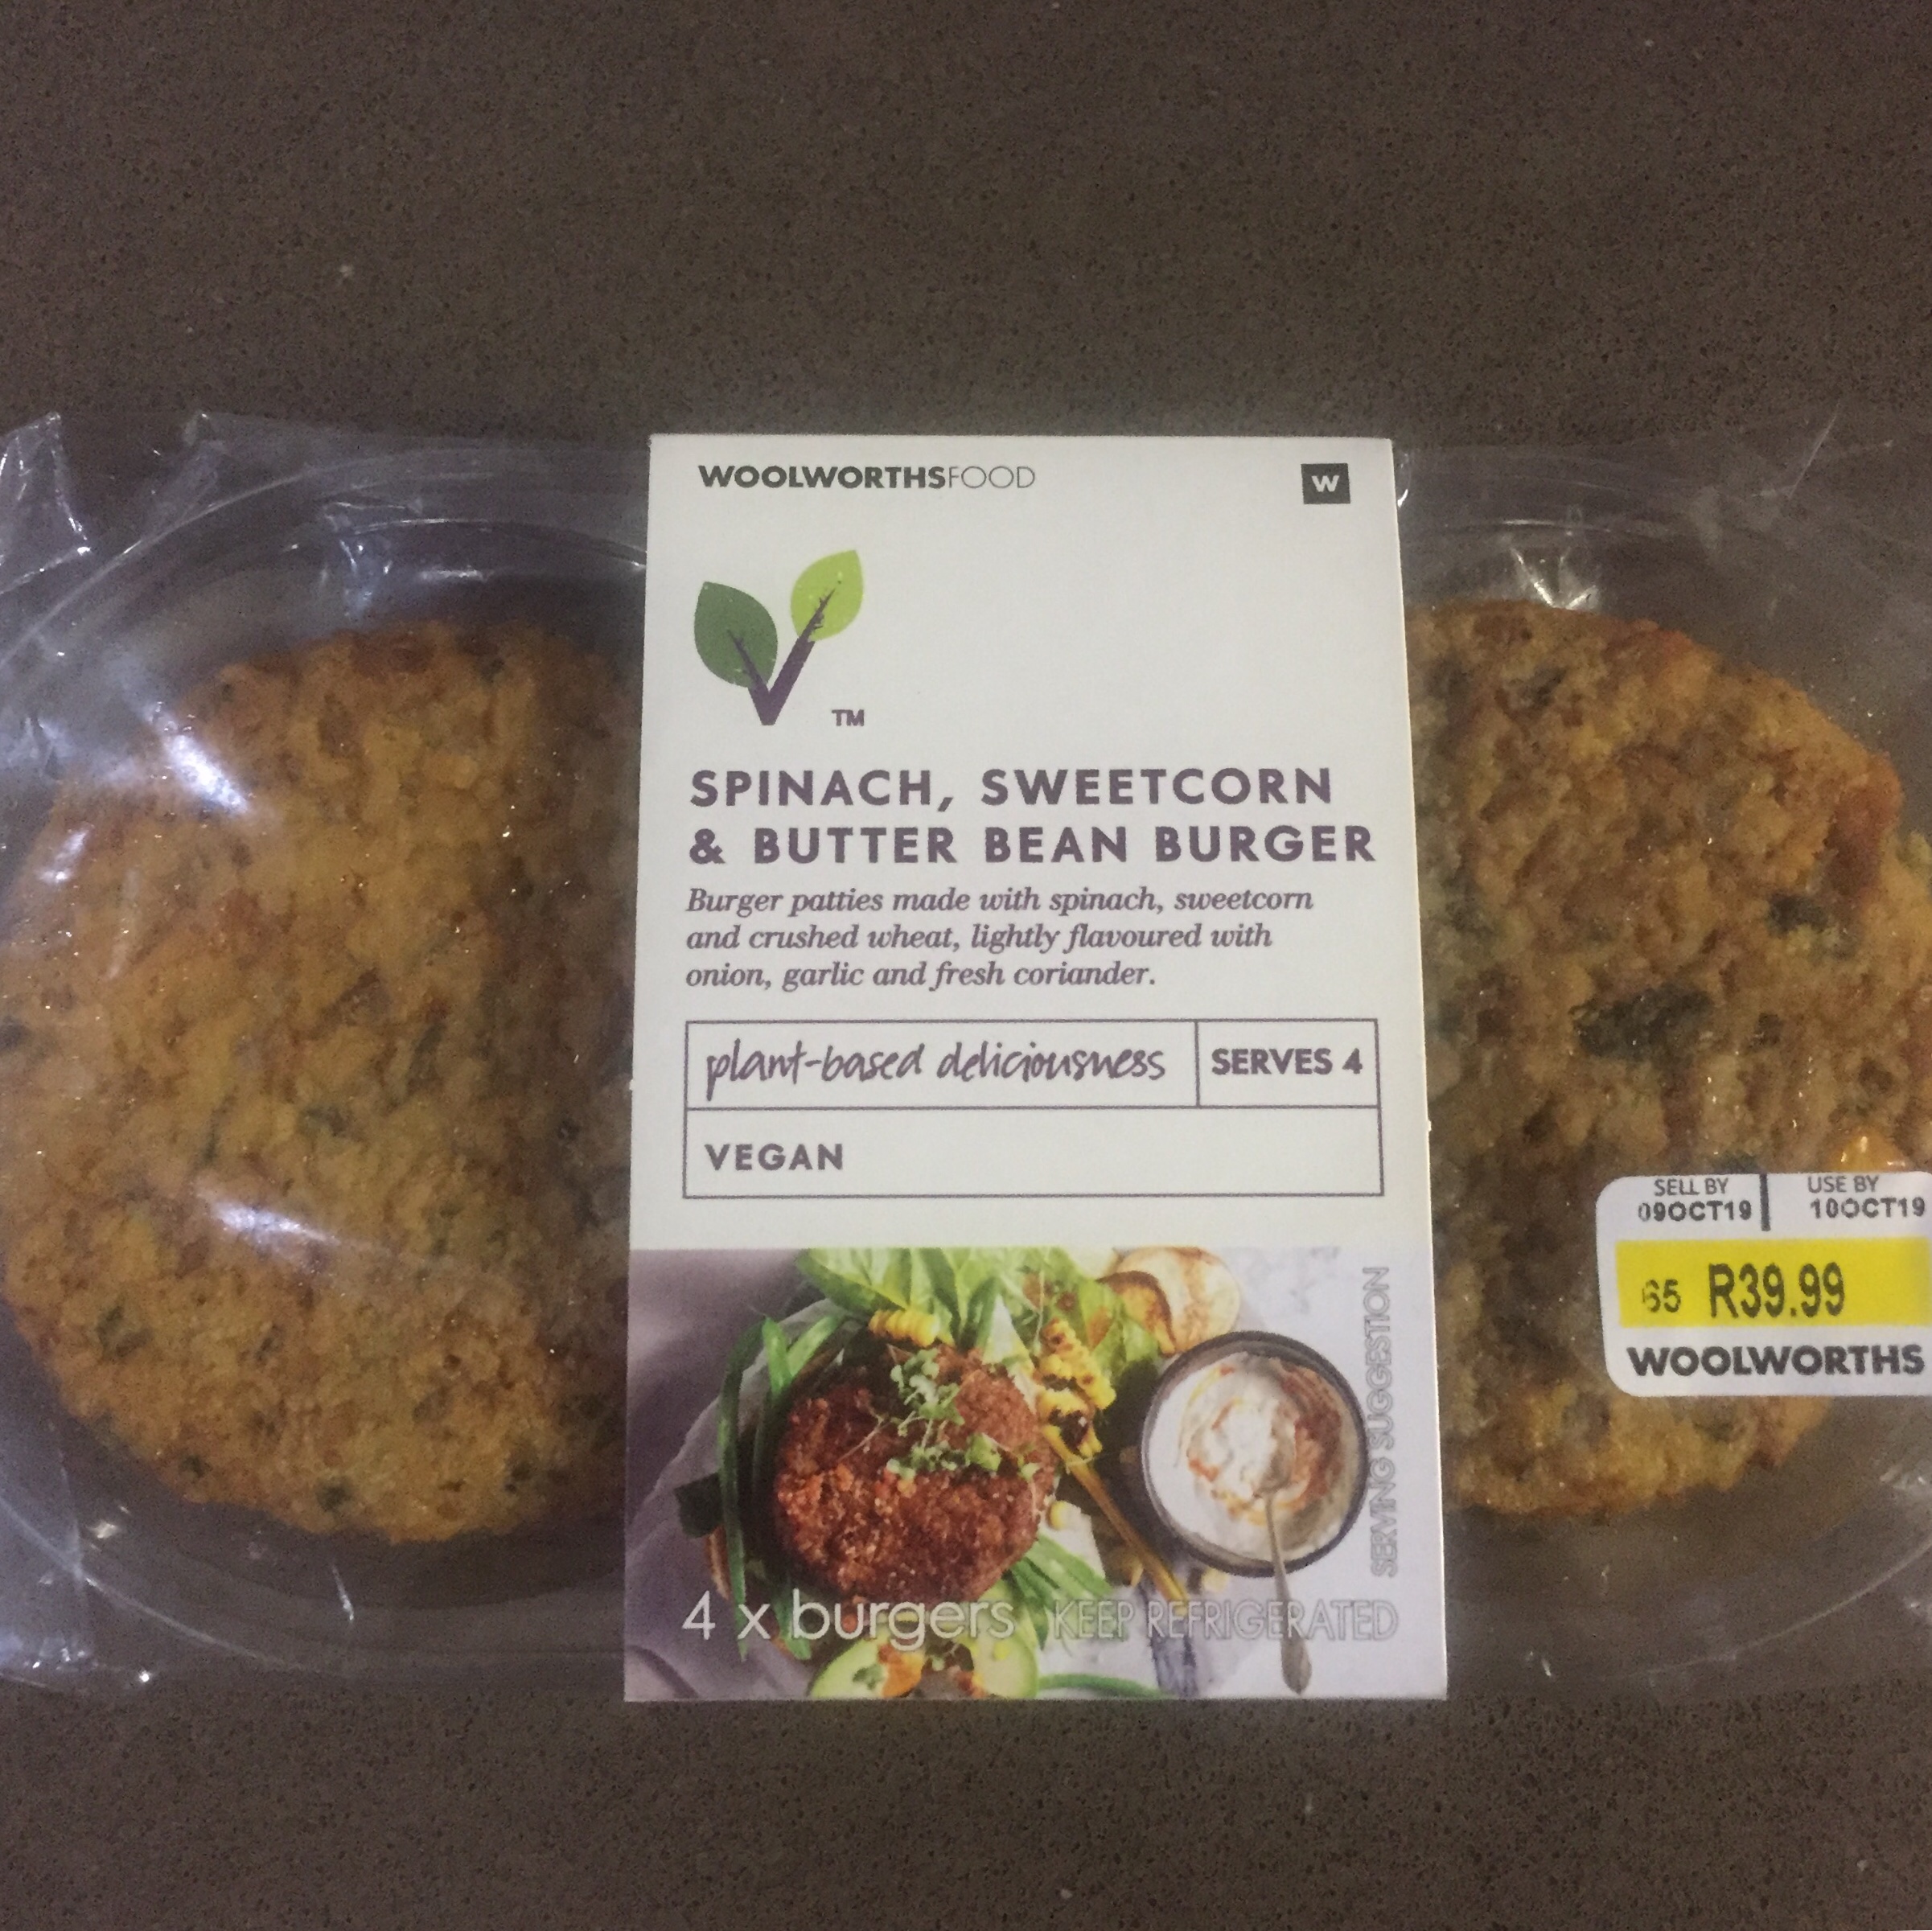 WOOLWORTHSFOOD
W
TM
SPINACH, SWEETCORN
& BUTTER BEAN BURGER
Burger patties made with spinach, sweetcorn
and crushed wheat, lightly flavoured with
onion, garlic and fresh coriander.
plant-based deliciousness
SERVES 4
VEGAN
SERVING SUGGESTION
4 x burgers KEEP REFRIGERATED
SELL BY
09OCT19
USE BY
10OCT19
65 R39.99
WOOLWORTHS